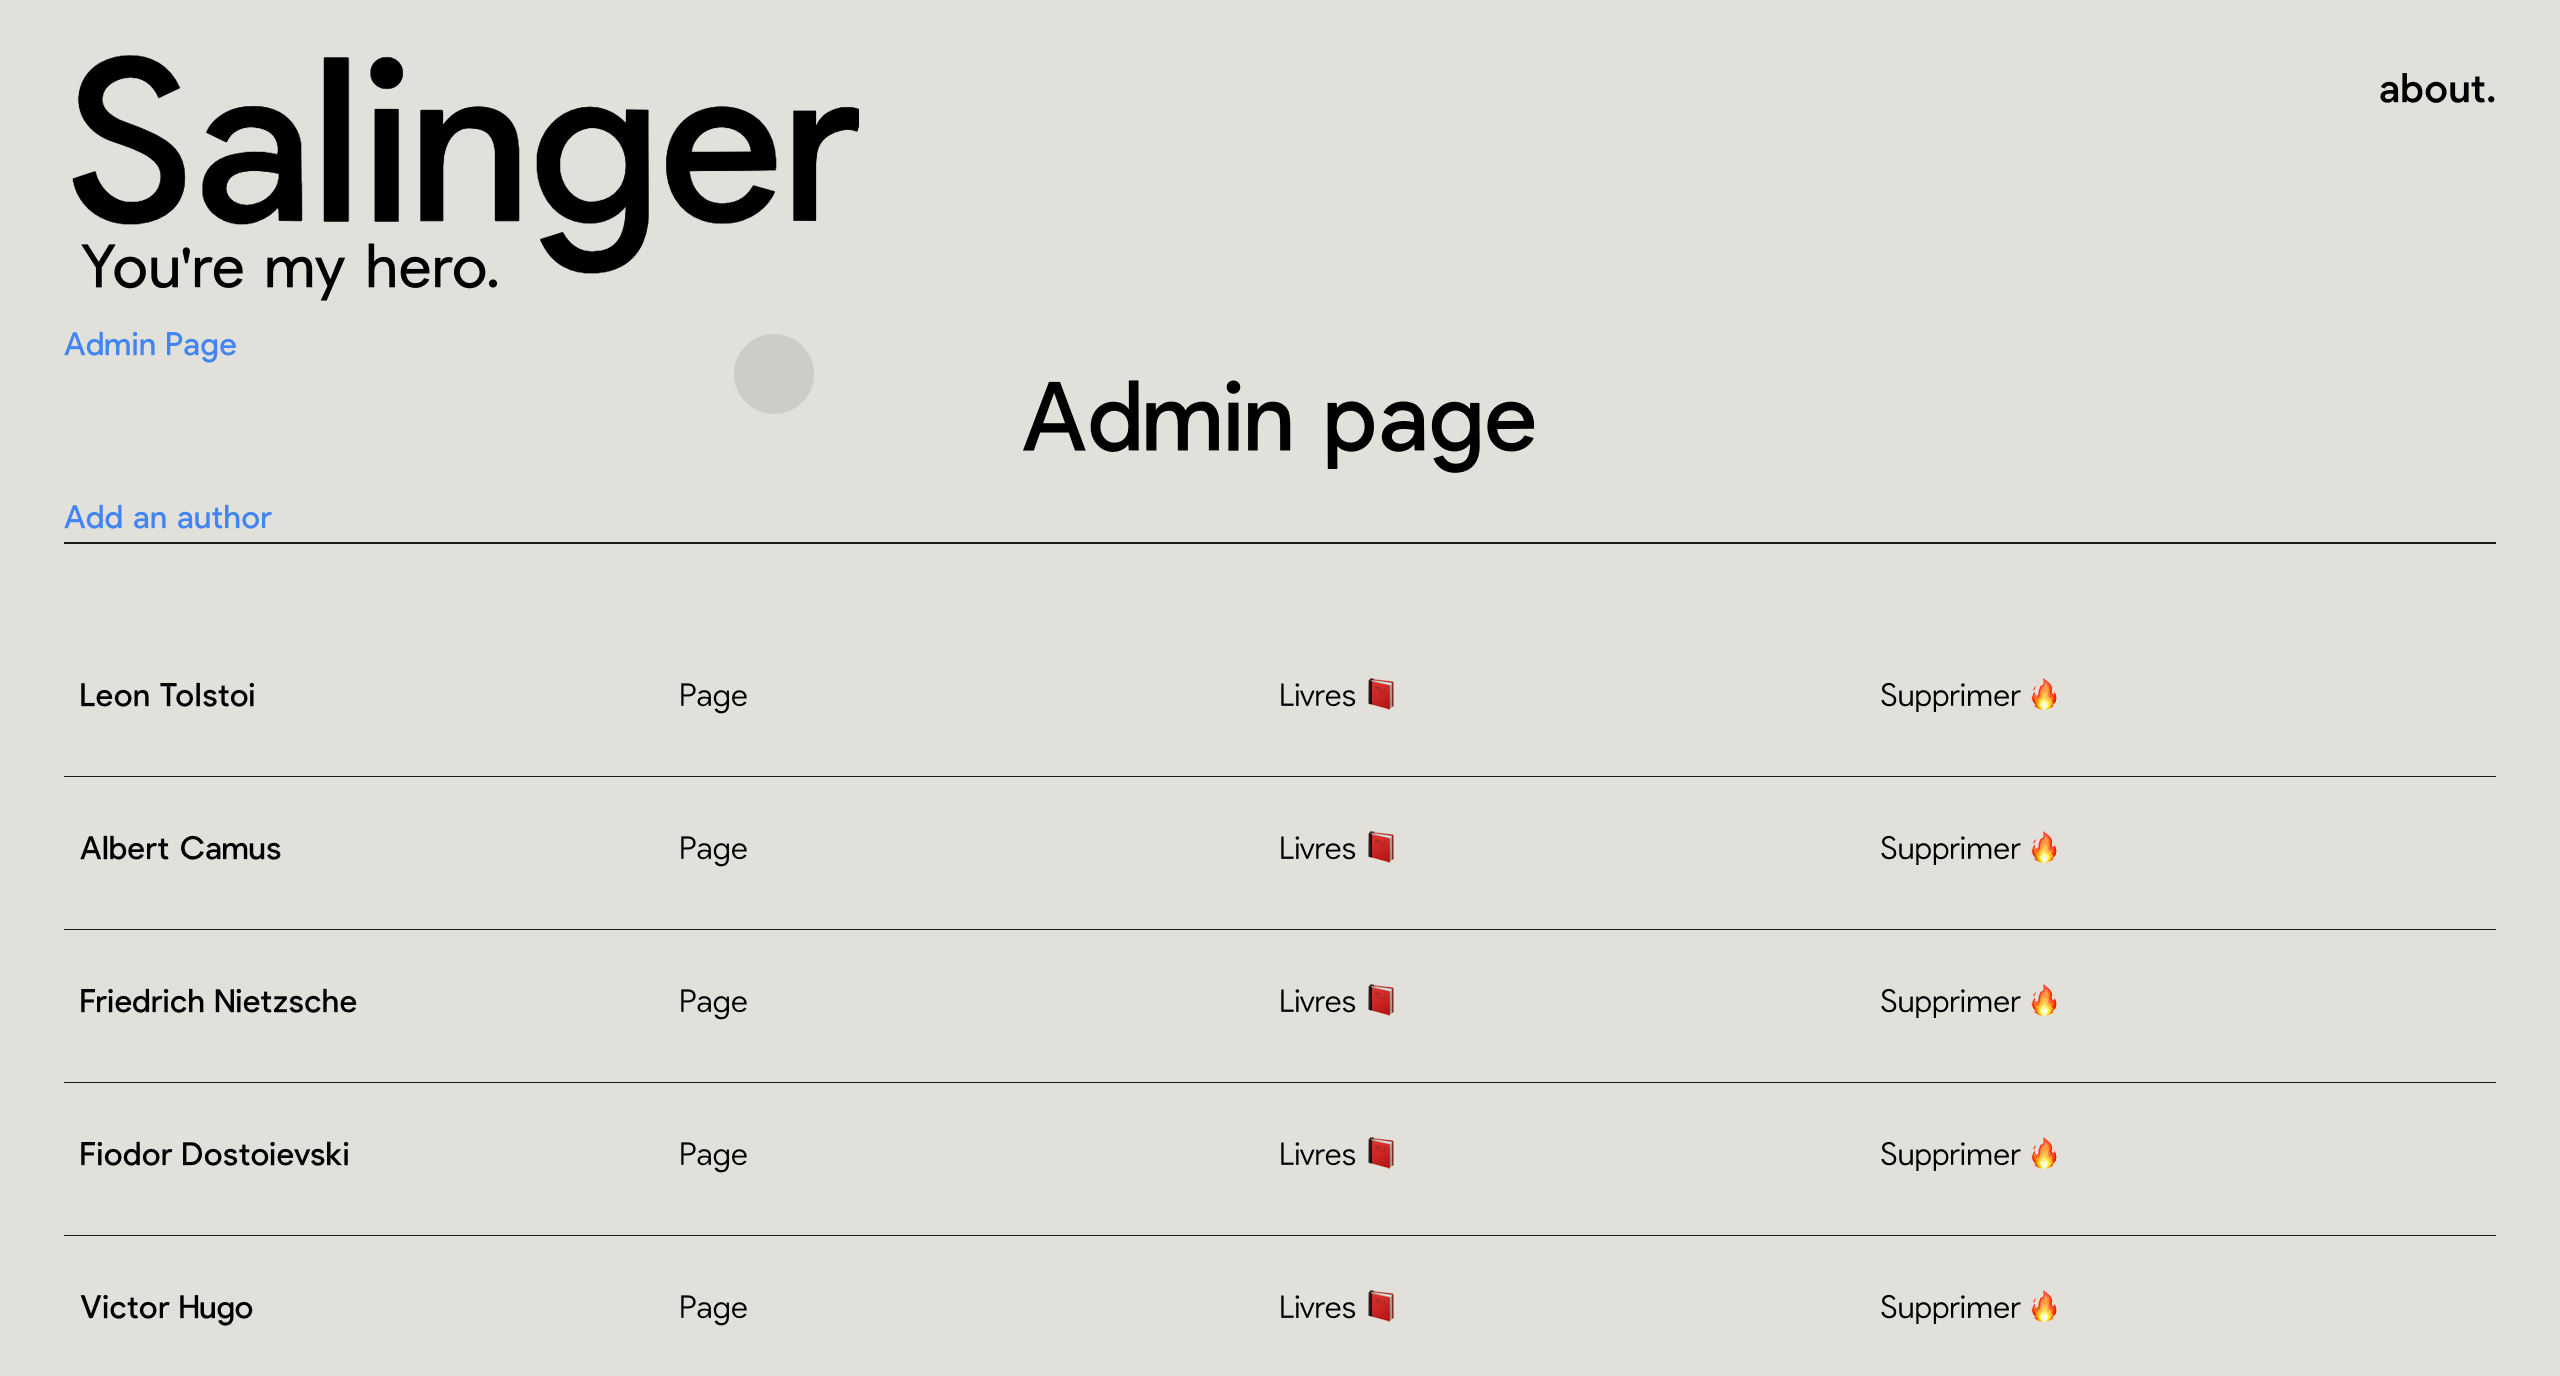 Salinger
about.
You're my hero.
Admin Page
Admin page
Add an author
Leon Tolstoi Page Livres 📕 Supprimer 🔥
Albert Camus Page Livres 📕 Supprimer 🔥
Friedrich Nietzsche Page Livres 📕 Supprimer 🔥
Fiodor Dostoievski Page Livres 📕 Supprimer 🔥
Victor Hugo Page Livres 📕 Supprimer 🔥